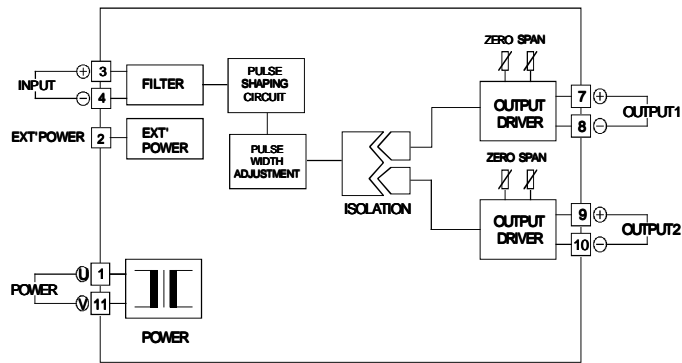 ZERO SPAN
INPUT
+
3
−
4
FILTER
PULSE
SHAPING
CIRCUIT
OUTPUT
DRIVER
7
+
8
−
OUTPUT1
EXT'POWER
2
EXT'
POWER
PULSE
WIDTH
ADJUSTMENT
ISOLATION
ZERO SPAN
OUTPUT
DRIVER
9
+
10
−
OUTPUT2
POWER
U
1
V
11
POWER